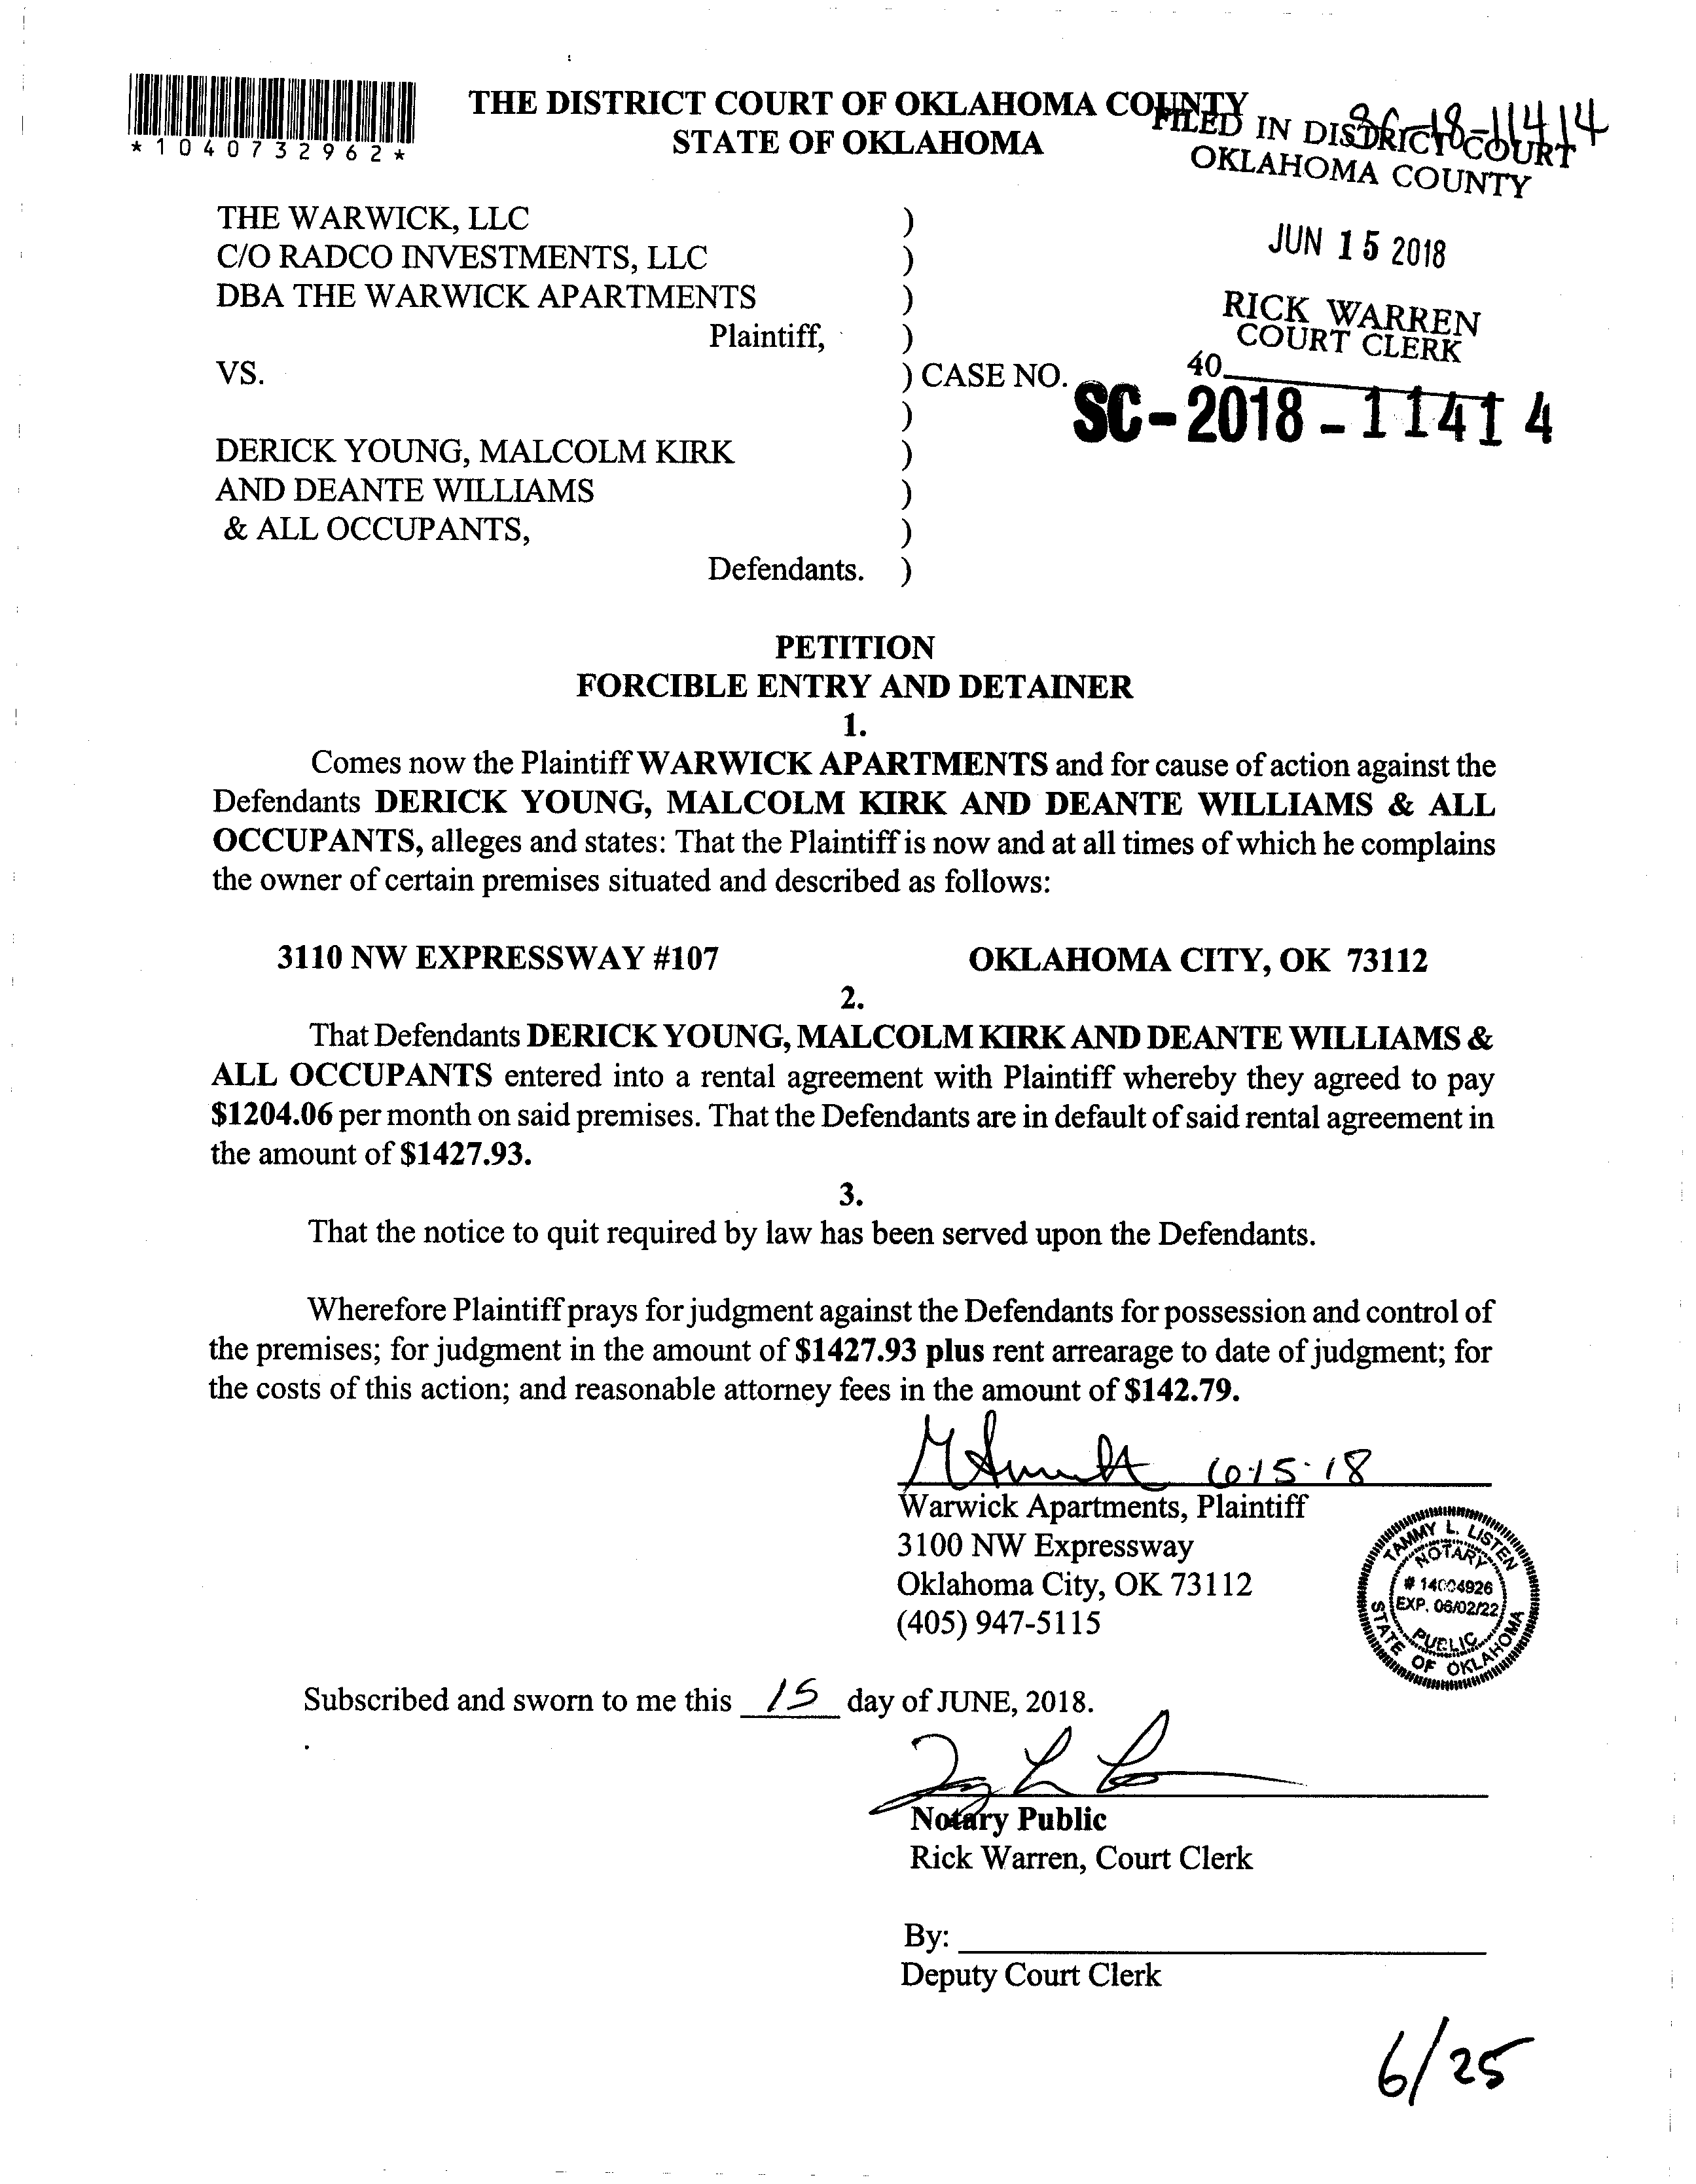 *1040732962*
THE DISTRICT COURT OF OKLAHOMA COUNTY
STATE OF OKLAHOMA
SC-18-11414
FILED IN DISTRICT COURT
OKLAHOMA COUNTY
JUN 15 2018
RICK WARREN
COURT CLERK
40
THE WARWICK, LLC )
C/O RADCO INVESTMENTS, LLC )
DBA THE WARWICK APARTMENTS )
Plaintiff, )
VS. ) CASE NO.
SC-2018-11414
)
DERICK YOUNG, MALCOLM KIRK )
AND DEANTE WILLIAMS )
& ALL OCCUPANTS, )
Defendants. )
PETITION
FORCIBLE ENTRY AND DETAINER
1.
Comes now the Plaintiff WARWICK APARTMENTS and for cause of action against the
Defendants DERICK YOUNG, MALCOLM KIRK AND DEANTE WILLIAMS & ALL
OCCUPANTS, alleges and states: That the Plaintiff is now and at all times of which he complains
the owner of certain premises situated and described as follows:
3110 NW EXPRESSWAY #107 OKLAHOMA CITY, OK 73112
2.
That Defendants DERICK YOUNG, MALCOLM KIRK AND DEANTE WILLIAMS &
ALL OCCUPANTS entered into a rental agreement with Plaintiff whereby they agreed to pay
$1204.06 per month on said premises. That the Defendants are in default of said rental agreement in
the amount of $1427.93.
3.
That the notice to quit required by law has been served upon the Defendants.
Wherefore Plaintiff prays for judgment against the Defendants for possession and control of
the premises; for judgment in the amount of $1427.93 plus rent arrearage to date of judgment; for
the costs of this action; and reasonable attorney fees in the amount of $142.79.
6·15·18
Warwick Apartments, Plaintiff
3100 NW Expressway
Oklahoma City, OK 73112
(405) 947-5115
TAMMY L. LISTEN
NOTARY
# 14004926
EXP. 06/02/22
PUBLIC
STATE OF OKLAHOMA
Subscribed and sworn to me this 15 day of JUNE, 2018.
Notary Public
Rick Warren, Court Clerk
By:
Deputy Court Clerk
6/25